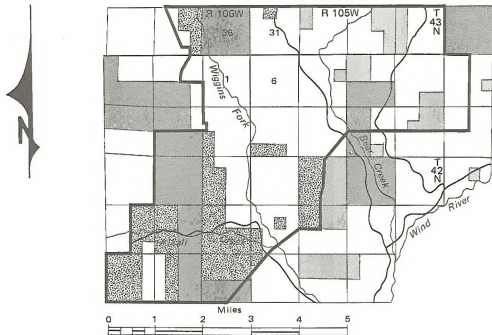 R 106W
R 105W
T
43
N
36
31
1
6
Wiggins
Fork
Bear
Creek
T
42
N
Wind River
N
Miles
0 1 2 3 4 5